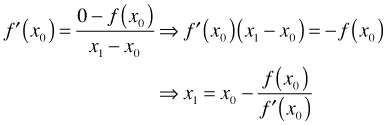 f′(x₀) = (0 − f(x₀))/(x₁ − x₀) ⇒ f′(x₀)(x₁ − x₀) = −f(x₀)
⇒ x₁ = x₀ − f(x₀)/f′(x₀)